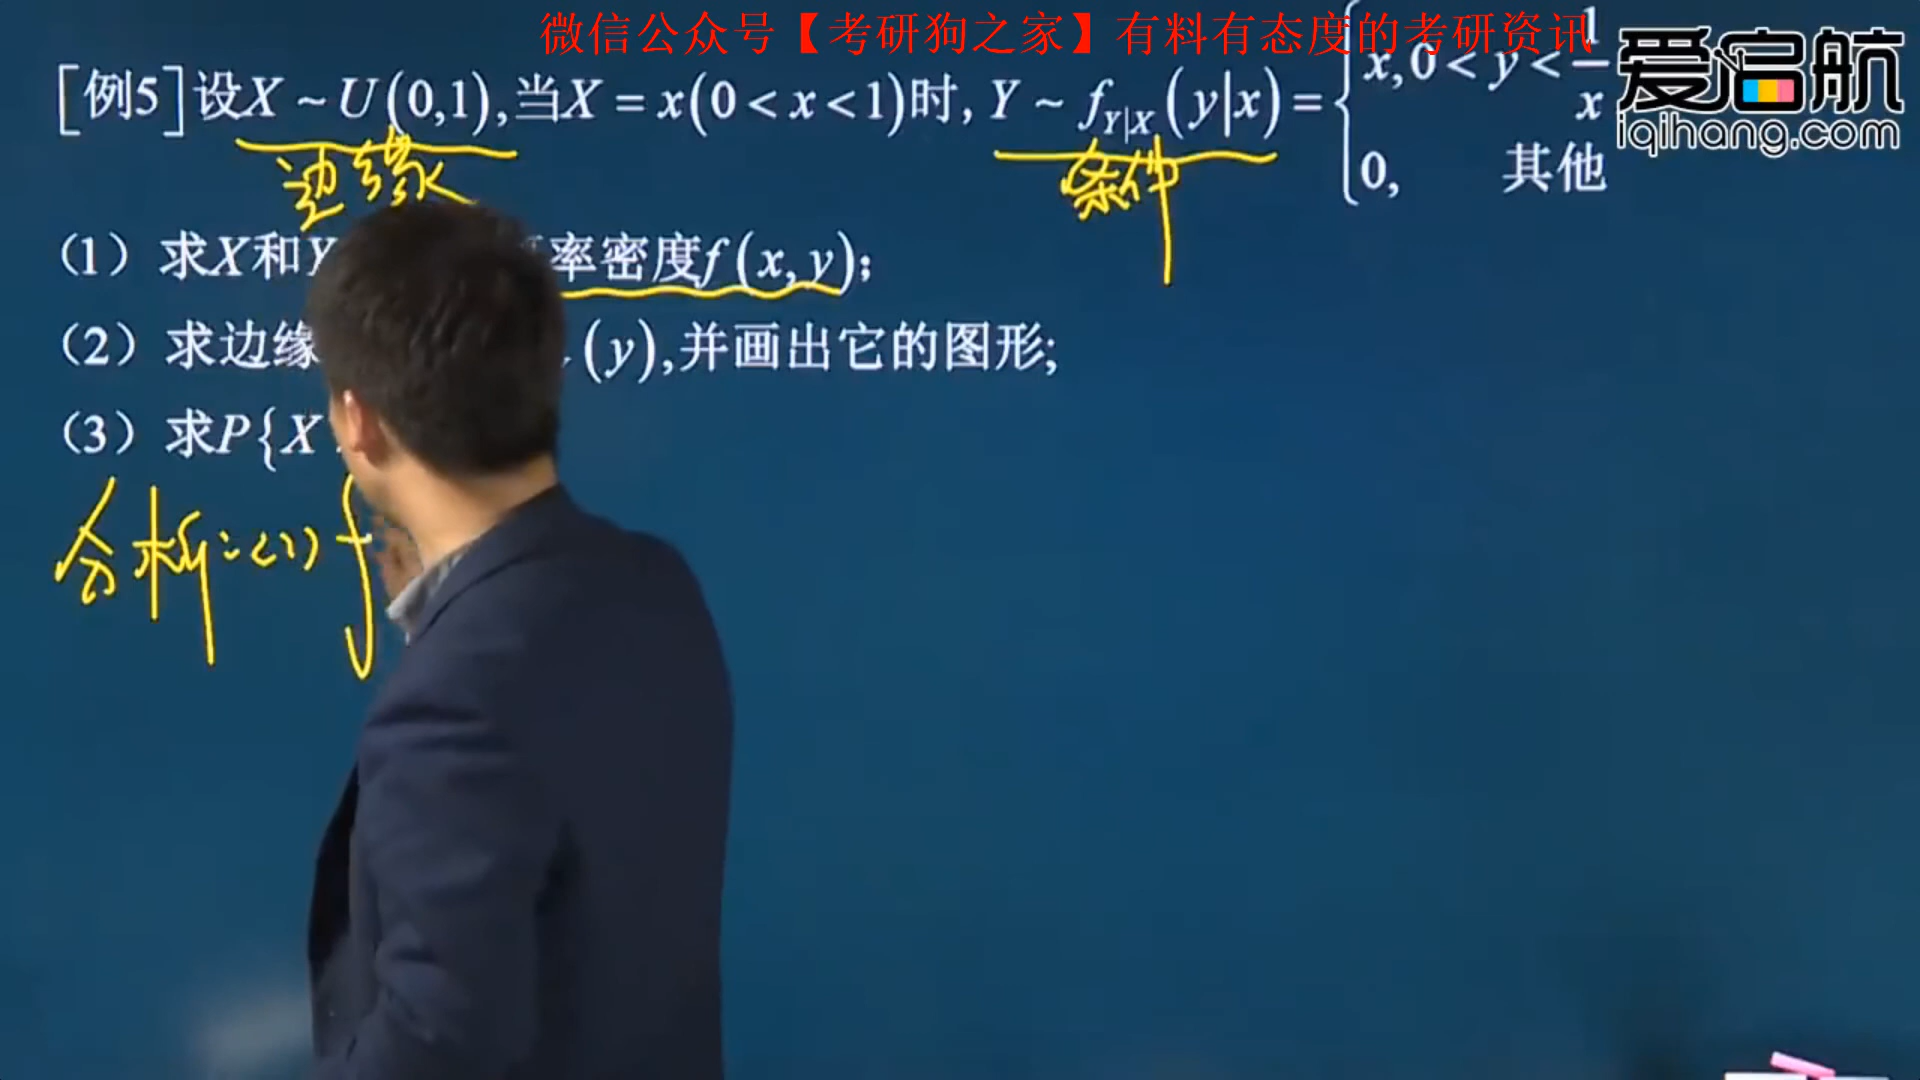 微信公众号【考研狗之家】有料有态度的考研资讯
爱启航
iqihang.com
[例5]设X ~ U(0,1),当X = x(0 < x < 1)时, Y ~ f_{Y|X}(y|x) = { x, 0 < y < 1/x
0, 其他
边缘
条件
(1) 求X和Y 率密度f(x,y);
(2) 求边缘 (y),并画出它的图形;
(3) 求P{X
分析:(1) f